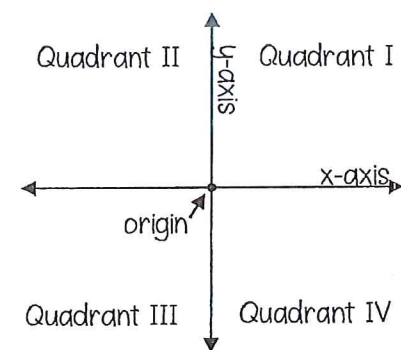 Quadrant II
Quadrant I
y-axis
x-axis
origin
Quadrant III
Quadrant IV